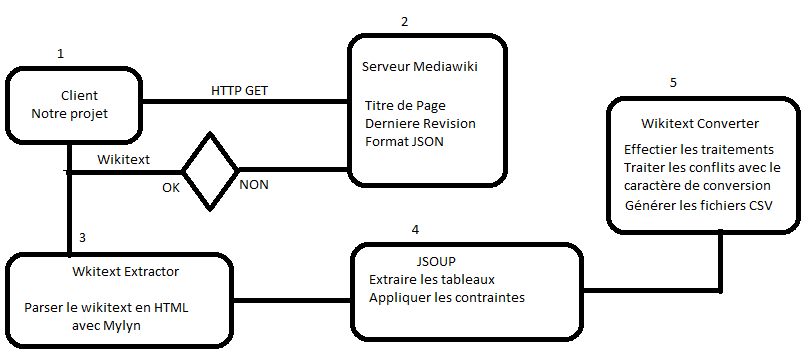 1
Client
Notre projet
HTTP GET
2
Serveur Mediawiki
Titre de Page
Derniere Revision
Format JSON
Wikitext
OK
NON
3
Wkitext Extractor
Parser le wikitext en HTML
avec Mylyn
4
JSOUP
Extraire les tableaux
Appliquer les contraintes
5
Wikitext Converter
Effectier les traitements
Traiter les conflits avec le
caractère de conversion
Générer les fichiers CSV